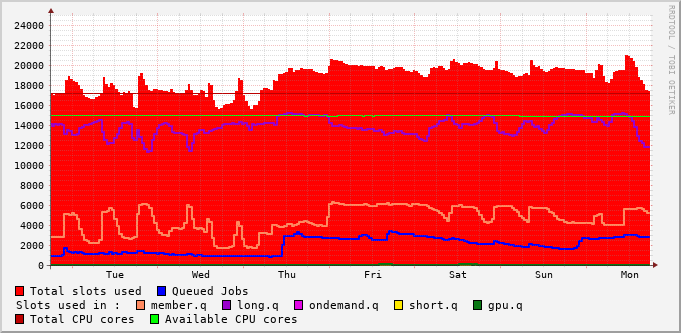 24000
22000
20000
18000
16000
14000
12000
10000
8000
6000
4000
2000
0
Tue Wed Thu Fri Sat Sun Mon
RRDTOOL / TOBI OETIKER
Total slots used Queued Jobs
Slots used in : member.q long.q ondemand.q short.q gpu.q
Total CPU cores Available CPU cores